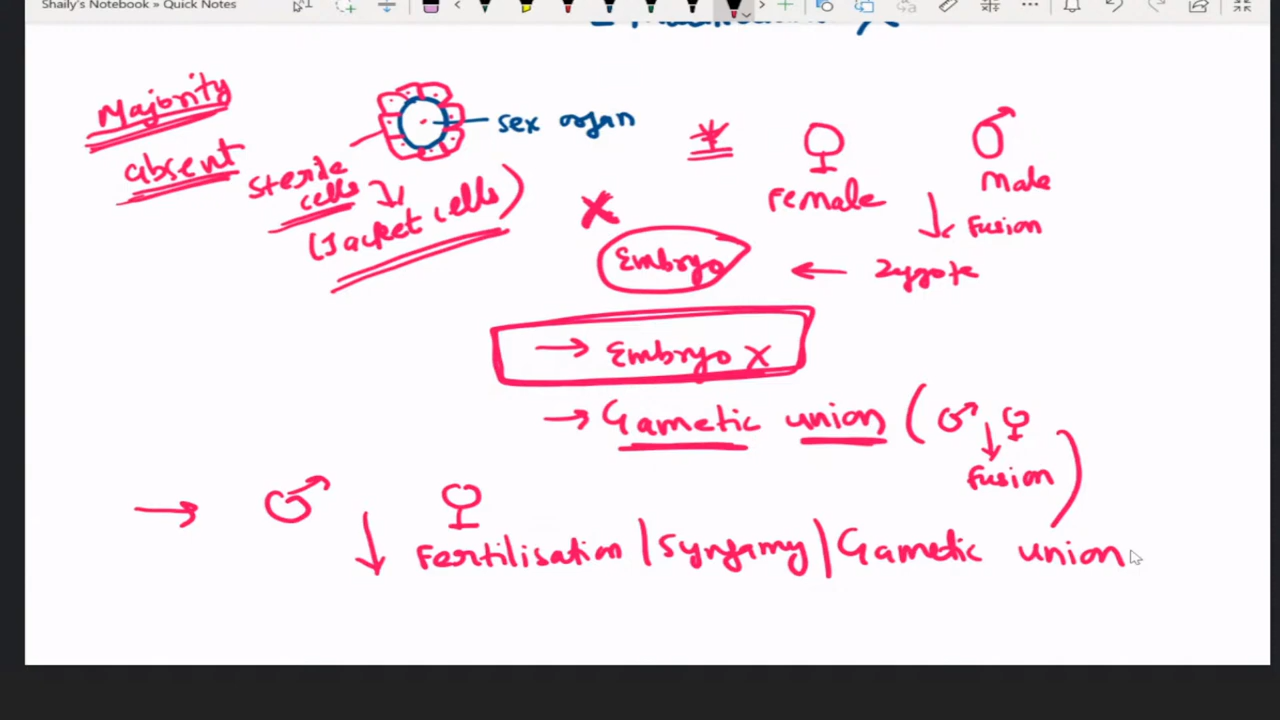 Shaily's Notebook » Quick Notes
Majority
absent
sex organ
Sterile
cells
(Jacket cells)
Female
Male
Fusion
Zygote
Embryo
→ Embryo X
→ Gametic union (♂ ♀
Fusion)
→ ♂ ♀
Fertilisation | Syngamy | Gametic union